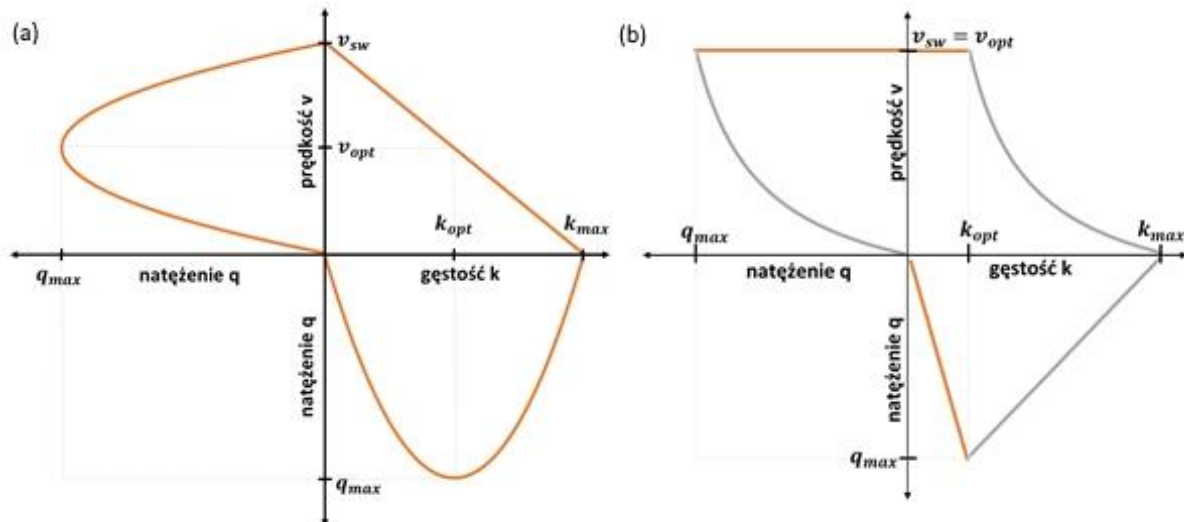 (a)
v_sw
prędkość v
v_opt
k_opt
k_max
q_max
natężenie q
gęstość k
natężenie q
q_max
(b)
v_sw = v_opt
prędkość v
q_max
k_opt
k_max
natężenie q
gęstość k
natężenie q
q_max